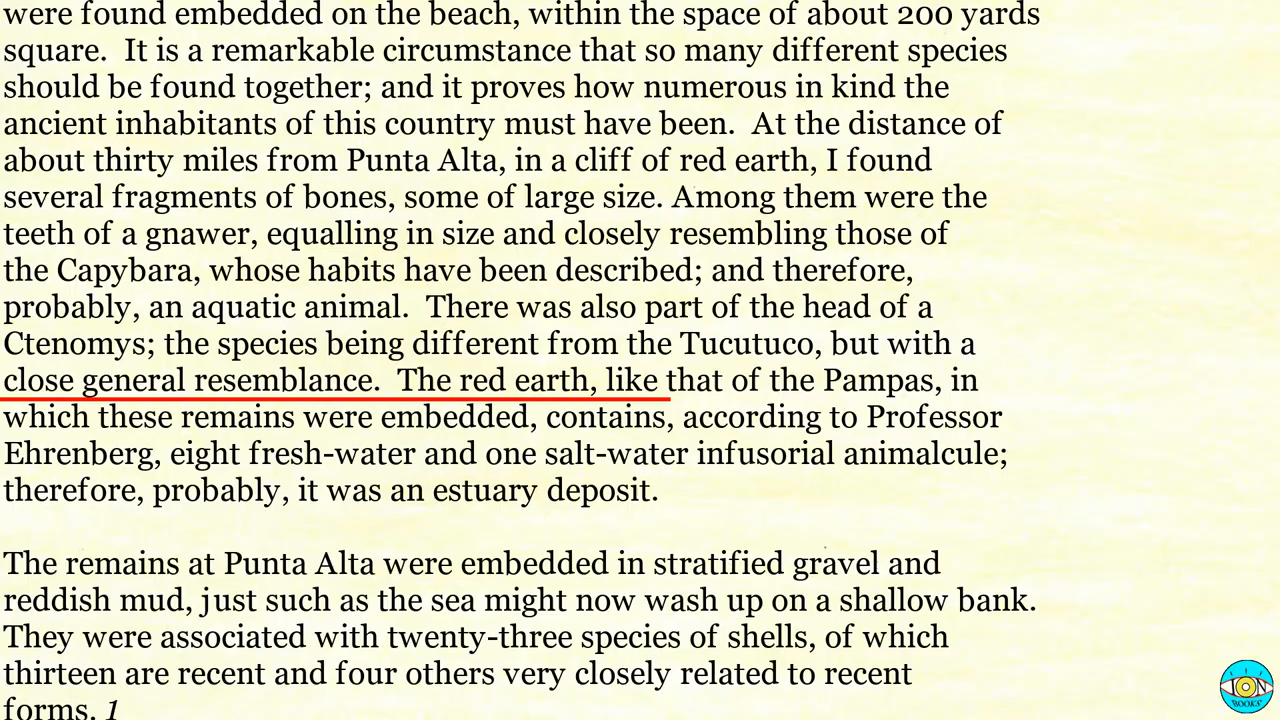 were found embedded on the beach, within the space of about 200 yards
square.  It is a remarkable circumstance that so many different species
should be found together; and it proves how numerous in kind the
ancient inhabitants of this country must have been.  At the distance of
about thirty miles from Punta Alta, in a cliff of red earth, I found
several fragments of bones, some of large size. Among them were the
teeth of a gnawer, equalling in size and closely resembling those of
the Capybara, whose habits have been described; and therefore,
probably, an aquatic animal.  There was also part of the head of a
Ctenomys; the species being different from the Tucutuco, but with a
close general resemblance.  The red earth, like that of the Pampas, in
which these remains were embedded, contains, according to Professor
Ehrenberg, eight fresh-water and one salt-water infusorial animalcule;
therefore, probably, it was an estuary deposit.

The remains at Punta Alta were embedded in stratified gravel and
reddish mud, just such as the sea might now wash up on a shallow bank.
They were associated with twenty-three species of shells, of which
thirteen are recent and four others very closely related to recent
forms. 1
ION
BOOKS